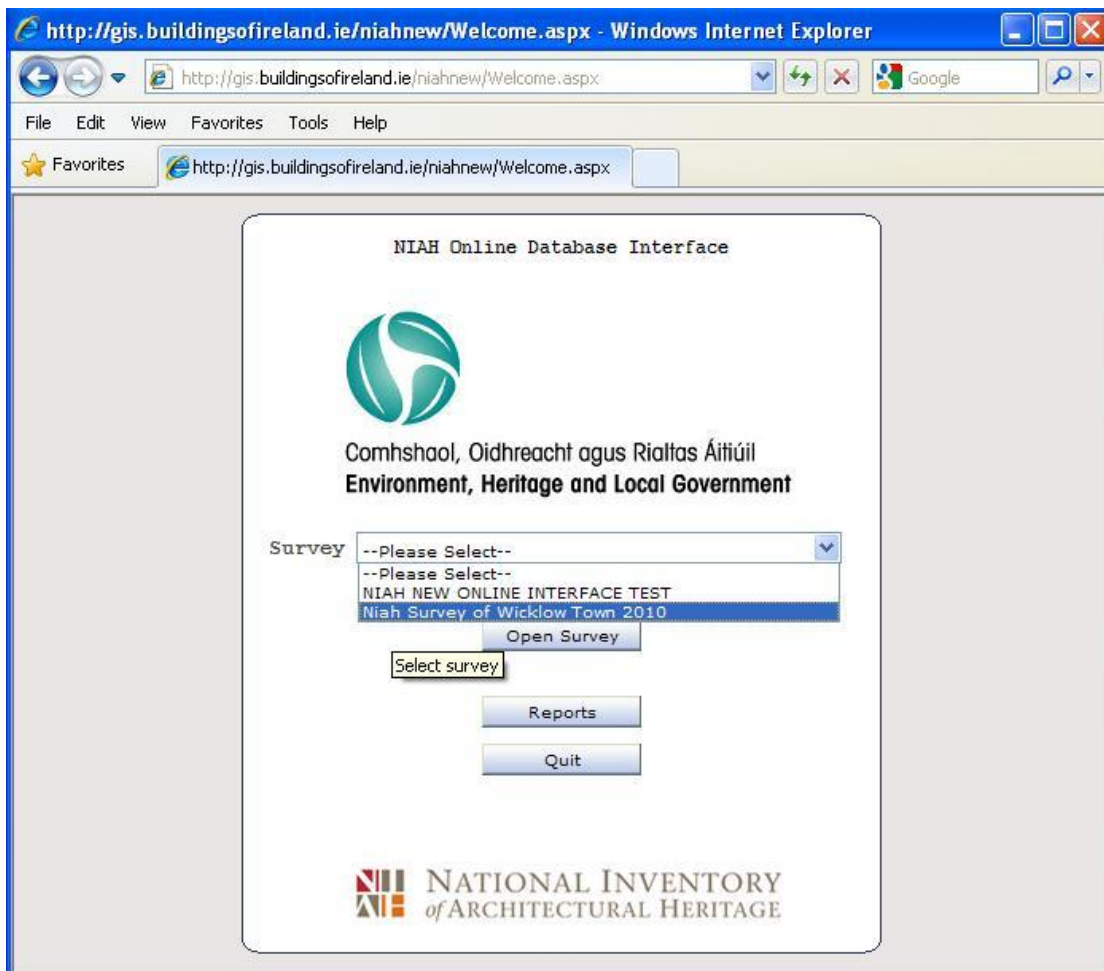 http://gis.buildingsofireland.ie/niahnew/Welcome.aspx - Windows Internet Explorer
http://gis.buildingsofireland.ie/niahnew/Welcome.aspx Google
File Edit View Favorites Tools Help
Favorites http://gis.buildingsofireland.ie/niahnew/Welcome.aspx
NIAH Online Database Interface
Comhshaol, Oidhreacht agus Rialtas Áitiúil
Environment, Heritage and Local Government
Survey --Please Select--
--Please Select--
NIAH NEW ONLINE INTERFACE TEST
Niah Survey of Wicklow Town 2010
Open Survey
Select survey
Reports
Quit
NI
AH
NATIONAL INVENTORY
of ARCHITECTURAL HERITAGE